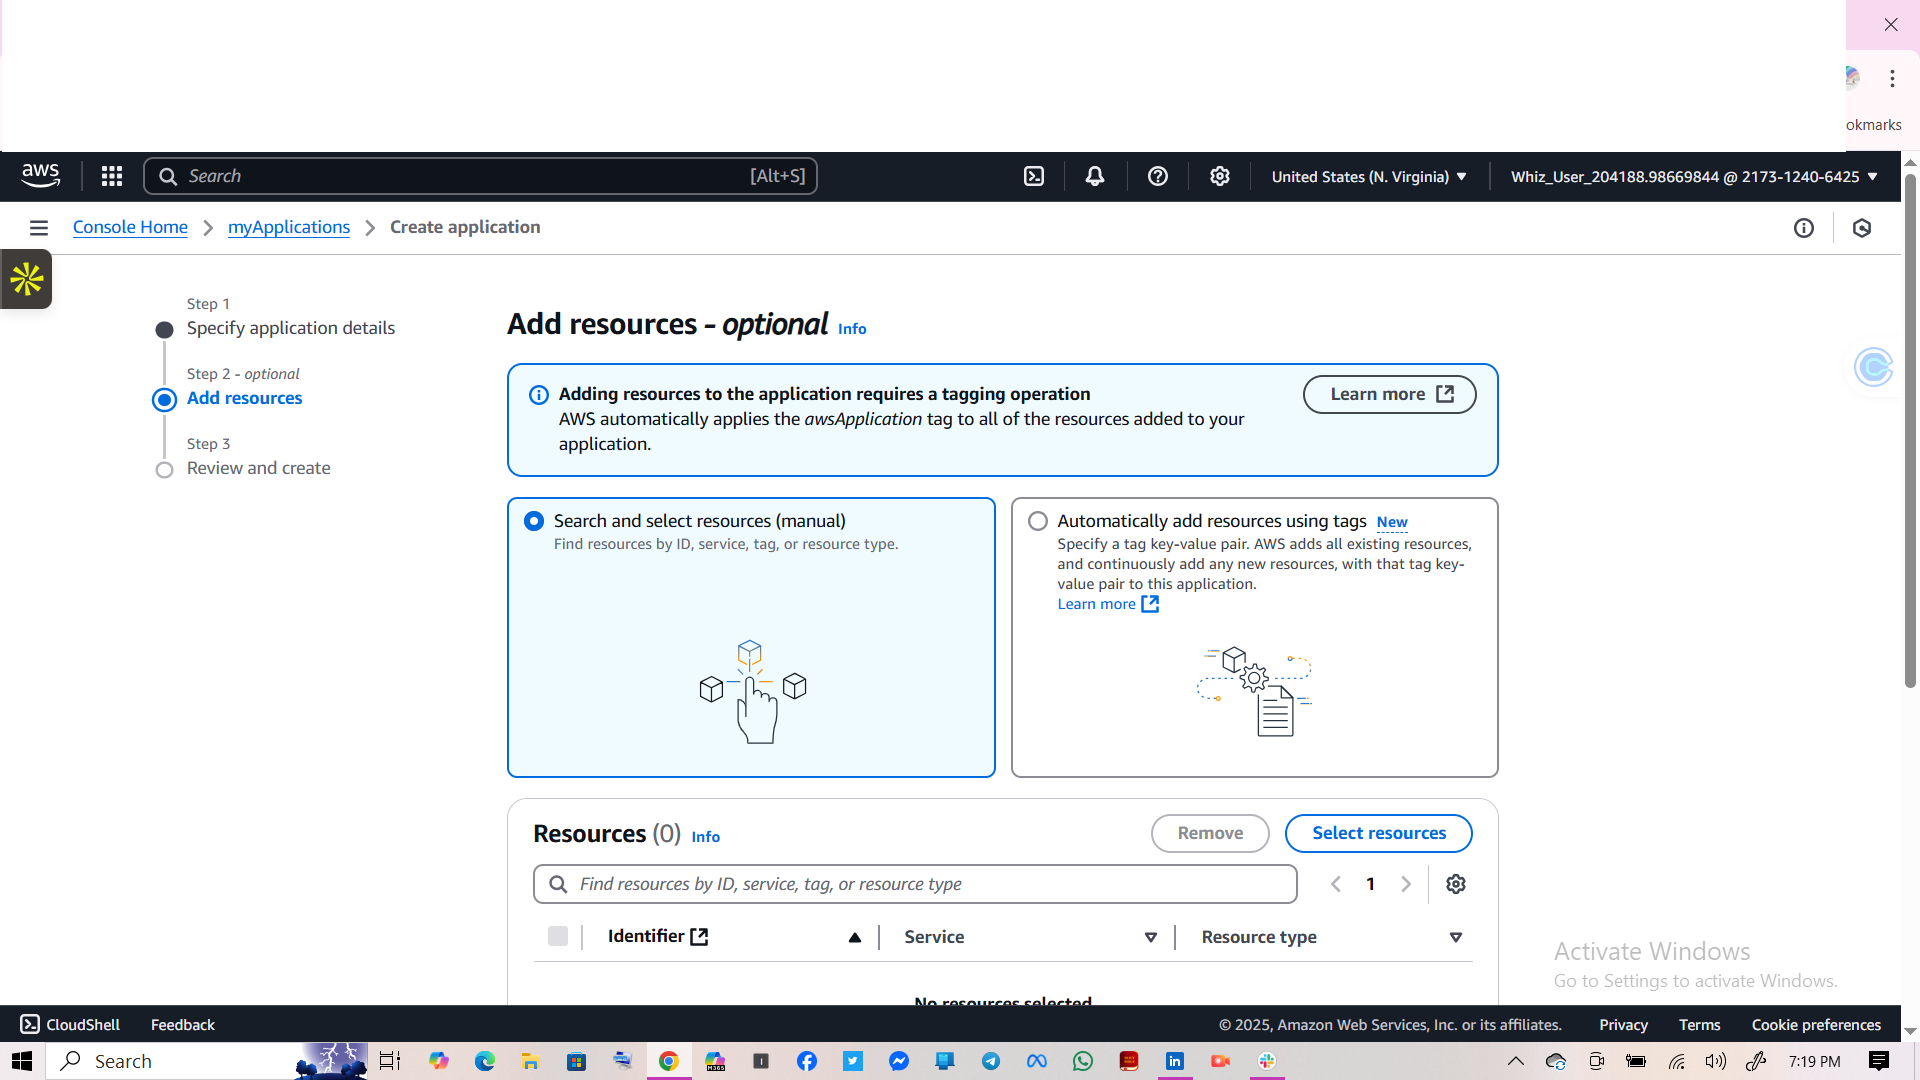 okmarks
aws
Search
[Alt+S]
United States (N. Virginia)
Whiz_User_204188.98669844 @ 2173-1240-6425
Console Home
myApplications
Create application
Step 1
Specify application details
Step 2 - optional
Add resources
Step 3
Review and create
Add resources - optional Info
Adding resources to the application requires a tagging operation
AWS automatically applies the awsApplication tag to all of the resources added to your
application.
Learn more
Search and select resources (manual)
Find resources by ID, service, tag, or resource type.
Automatically add resources using tags New
Specify a tag key-value pair. AWS adds all existing resources,
and continuously add any new resources, with that tag key-
value pair to this application.
Learn more
Resources (0) Info
Remove
Select resources
Find resources by ID, service, tag, or resource type
1
Identifier
Service
Resource type
No resources selected
Activate Windows
Go to Settings to activate Windows.
CloudShell
Feedback
© 2025, Amazon Web Services, Inc. or its affiliates.
Privacy
Terms
Cookie preferences
Search
7:19 PM